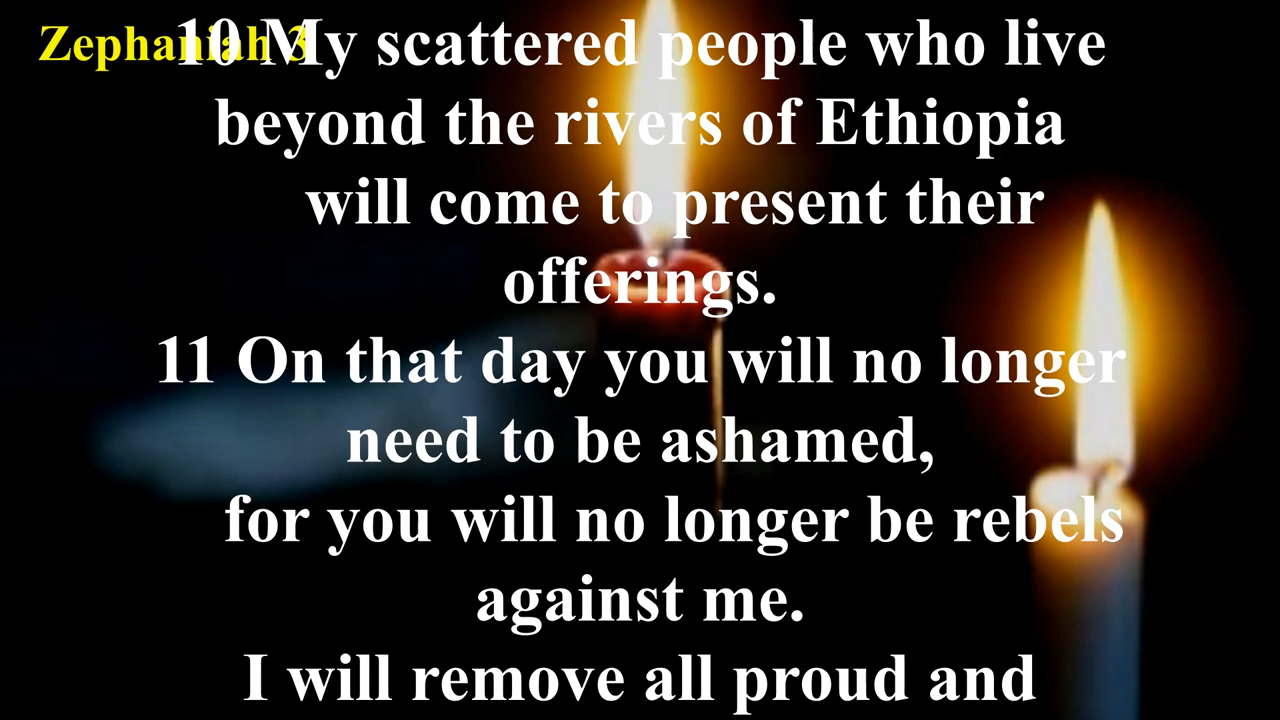 Zephaniah 3
10 My scattered people who live
beyond the rivers of Ethiopia
will come to present their
offerings.
11 On that day you will no longer
need to be ashamed,
for you will no longer be rebels
against me.
I will remove all proud and